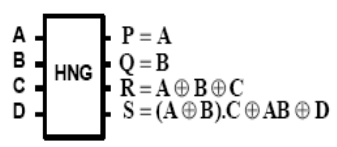 A P = A
B Q = B
HNG
C R = A ⊕ B ⊕ C
D S = (A ⊕ B).C ⊕ AB ⊕ D